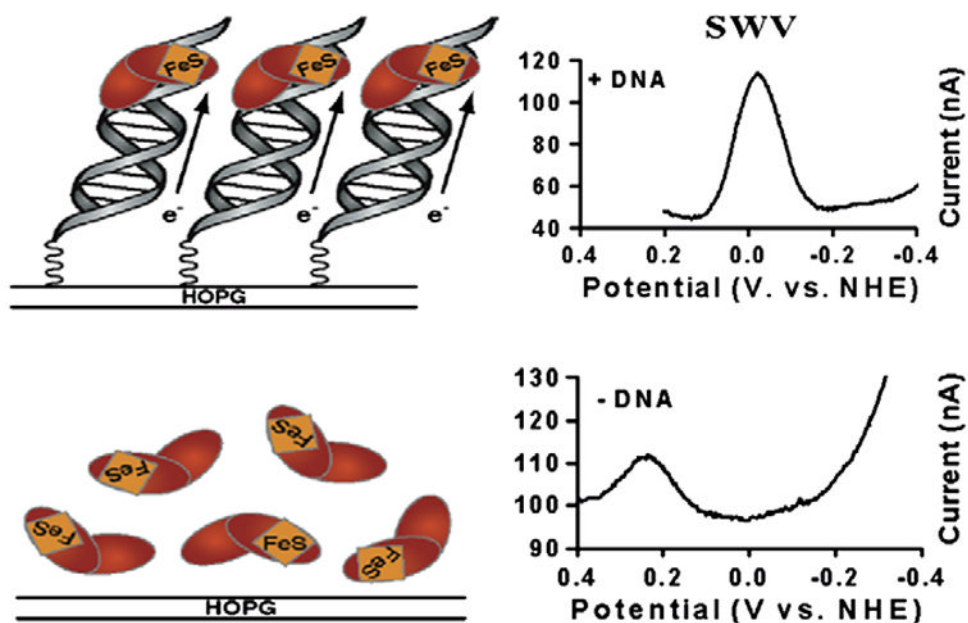 FeS FeS FeS
e- e- e-
HOPG
SWV
+ DNA
120
100
80
60
40
Current (nA)
0.4 0.2 0.0 -0.2 -0.4
Potential (V. vs. NHE)
FeS
FeS
FeS
FeS
FeS
HOPG
- DNA
130
120
110
100
90
Current (nA)
0.4 0.2 0.0 -0.2 -0.4
Potential (V vs. NHE)